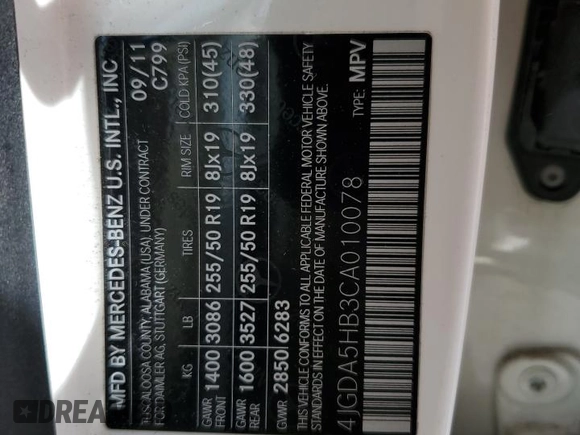 MFD BY MERCEDES-BENZ U.S. INTL., INC.
TUSCALOOSA COUNTY, ALABAMA (USA), UNDER CONTRACT 09/11
FOR DAIMLER AG, STUTTGART (GERMANY) C799
KG LB TIRES RIM SIZE COLD KPA(PSI)
GAWR FRONT 1400 3086 255/50 R19 8Jx19 310(45)
GAWR REAR 1600 3527 255/50 R19 8Jx19 330(48)
GVWR 2850 6283
THIS VEHICLE CONFORMS TO ALL APPLICABLE FEDERAL MOTOR VEHICLE SAFETY
STANDARDS IN EFFECT ON THE DATE OF MANUFACTURE SHOWN ABOVE.
4JGDA5HB3CA010078 TYPE: MPV